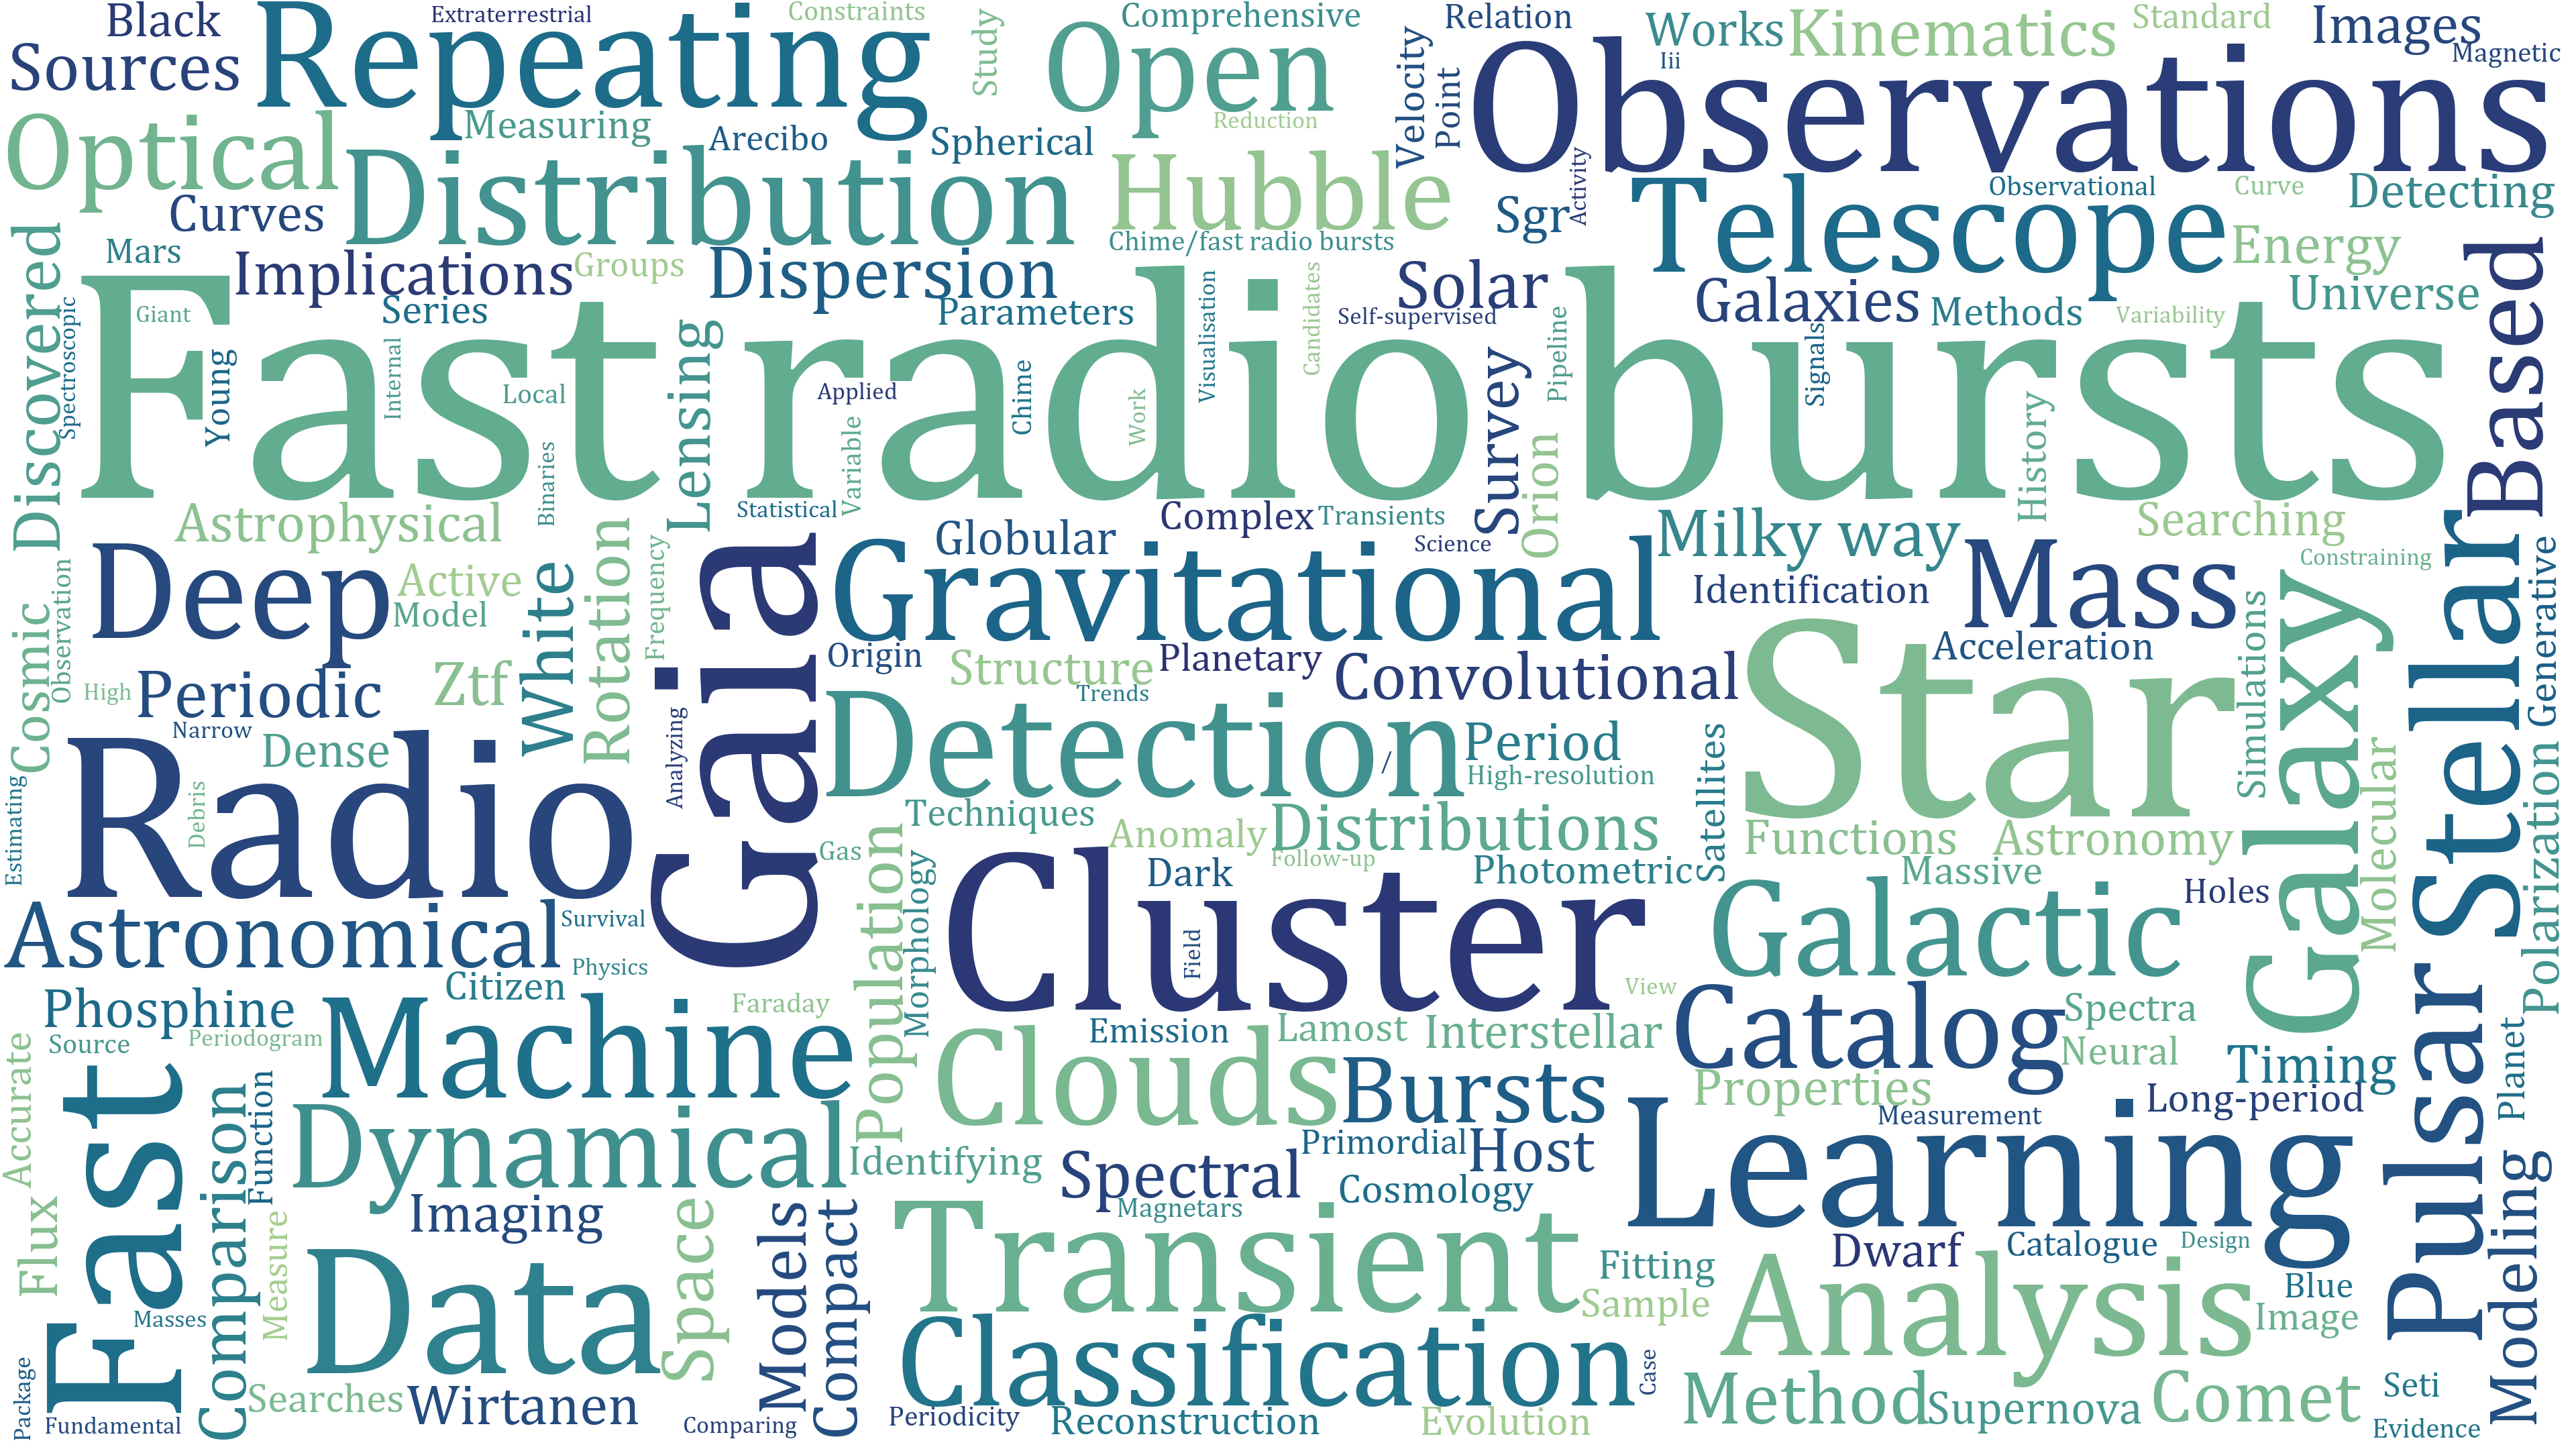 Black
Extraterrestrial
Constraints
Comprehensive
Relation
Works
Kinematics
Standard
Images
Sources
Repeating
Study
Open
Velocity
Point
Iii
Observations
Magnetic
Optical
Measuring
Arecibo
Spherical
Reduction
Curves
Distribution
Hubble
Sgr
Activity
Telescope
Observational
Curve
Detecting
Discovered
Mars
Implications
Groups
Dispersion
Chime/fast radio bursts
Solar
Galaxies
Methods
Energy
Universe
Based
Spectroscopic
Giant
Young
Series
Internal
Local
Lensing
Parameters
Applied
Chime
Work
Visualisation
Candidates
Self-supervised
Survey
Pipeline
Signals
Variability
Fast radio bursts
Binaries
Statistical
Variable
Orion
History
Astrophysical
Rotation
Globular
Complex
Transients
Science
Milky way
Searching
Constraining
Deep
Active
Model
White
Frequency
Gaia
Gravitational
Identification
Mass
Stellar
Generative
Cosmic
Observation
High
Periodic
Ztf
Origin
Structure
Planetary
Trends
Convolutional
Acceleration
Star
Simulations
Galaxy
Narrow
Dense
Analyzing
Detection
/
Period
High-resolution
Satellites
Molecular
Polarization
Radio
Estimating
Debris
Techniques
Anomaly
Distributions
Functions
Astronomy
Gas
Population
Morphology
Dark
Follow-up
Photometric
Massive
Holes
Astronomical
Survival
Physics
Cluster
Field
View
Galactic
Phosphine
Citizen
Faraday
Machine
Emission
Lamost
Interstellar
Catalog
Spectra
Neural
Timing
Pulsar
Planet
Source
Periodogram
Accurate
Clouds
Bursts
Properties
Long-period
Measurement
Fast
Comparison
Function
Dynamical
Identifying
Spectral
Primordial
Host
Cosmology
Learning
Modeling
Flux
Measure
Imaging
Space
Models
Compact
Magnetars
Transient
Dwarf
Catalogue
Design
Fitting
Sample
Analysis
Blue
Image
Masses
Data
Classification
Case
Package
Fundamental
Searches
Wirtanen
Comparing
Periodicity
Reconstruction
Evolution
Method
Supernova
Comet
Seti
Evidence